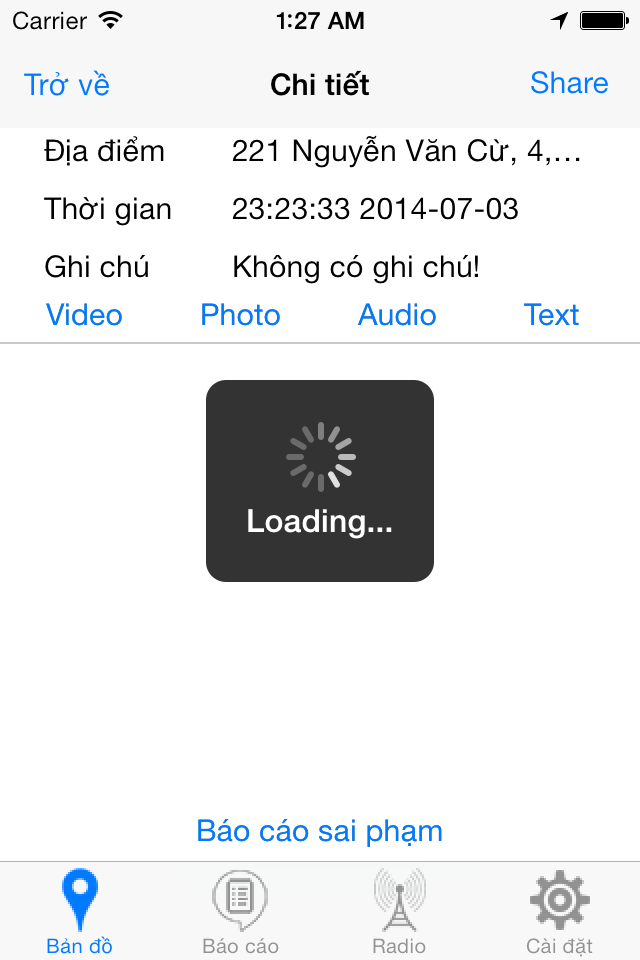 Carrier 1:27 AM
Trở về Chi tiết Share
Địa điểm 221 Nguyễn Văn Cừ, 4,...
Thời gian 23:23:33 2014-07-03
Ghi chú Không có ghi chú!
Video Photo Audio Text
Loading...
Báo cáo sai phạm
Bản đồ Báo cáo Radio Cài đặt